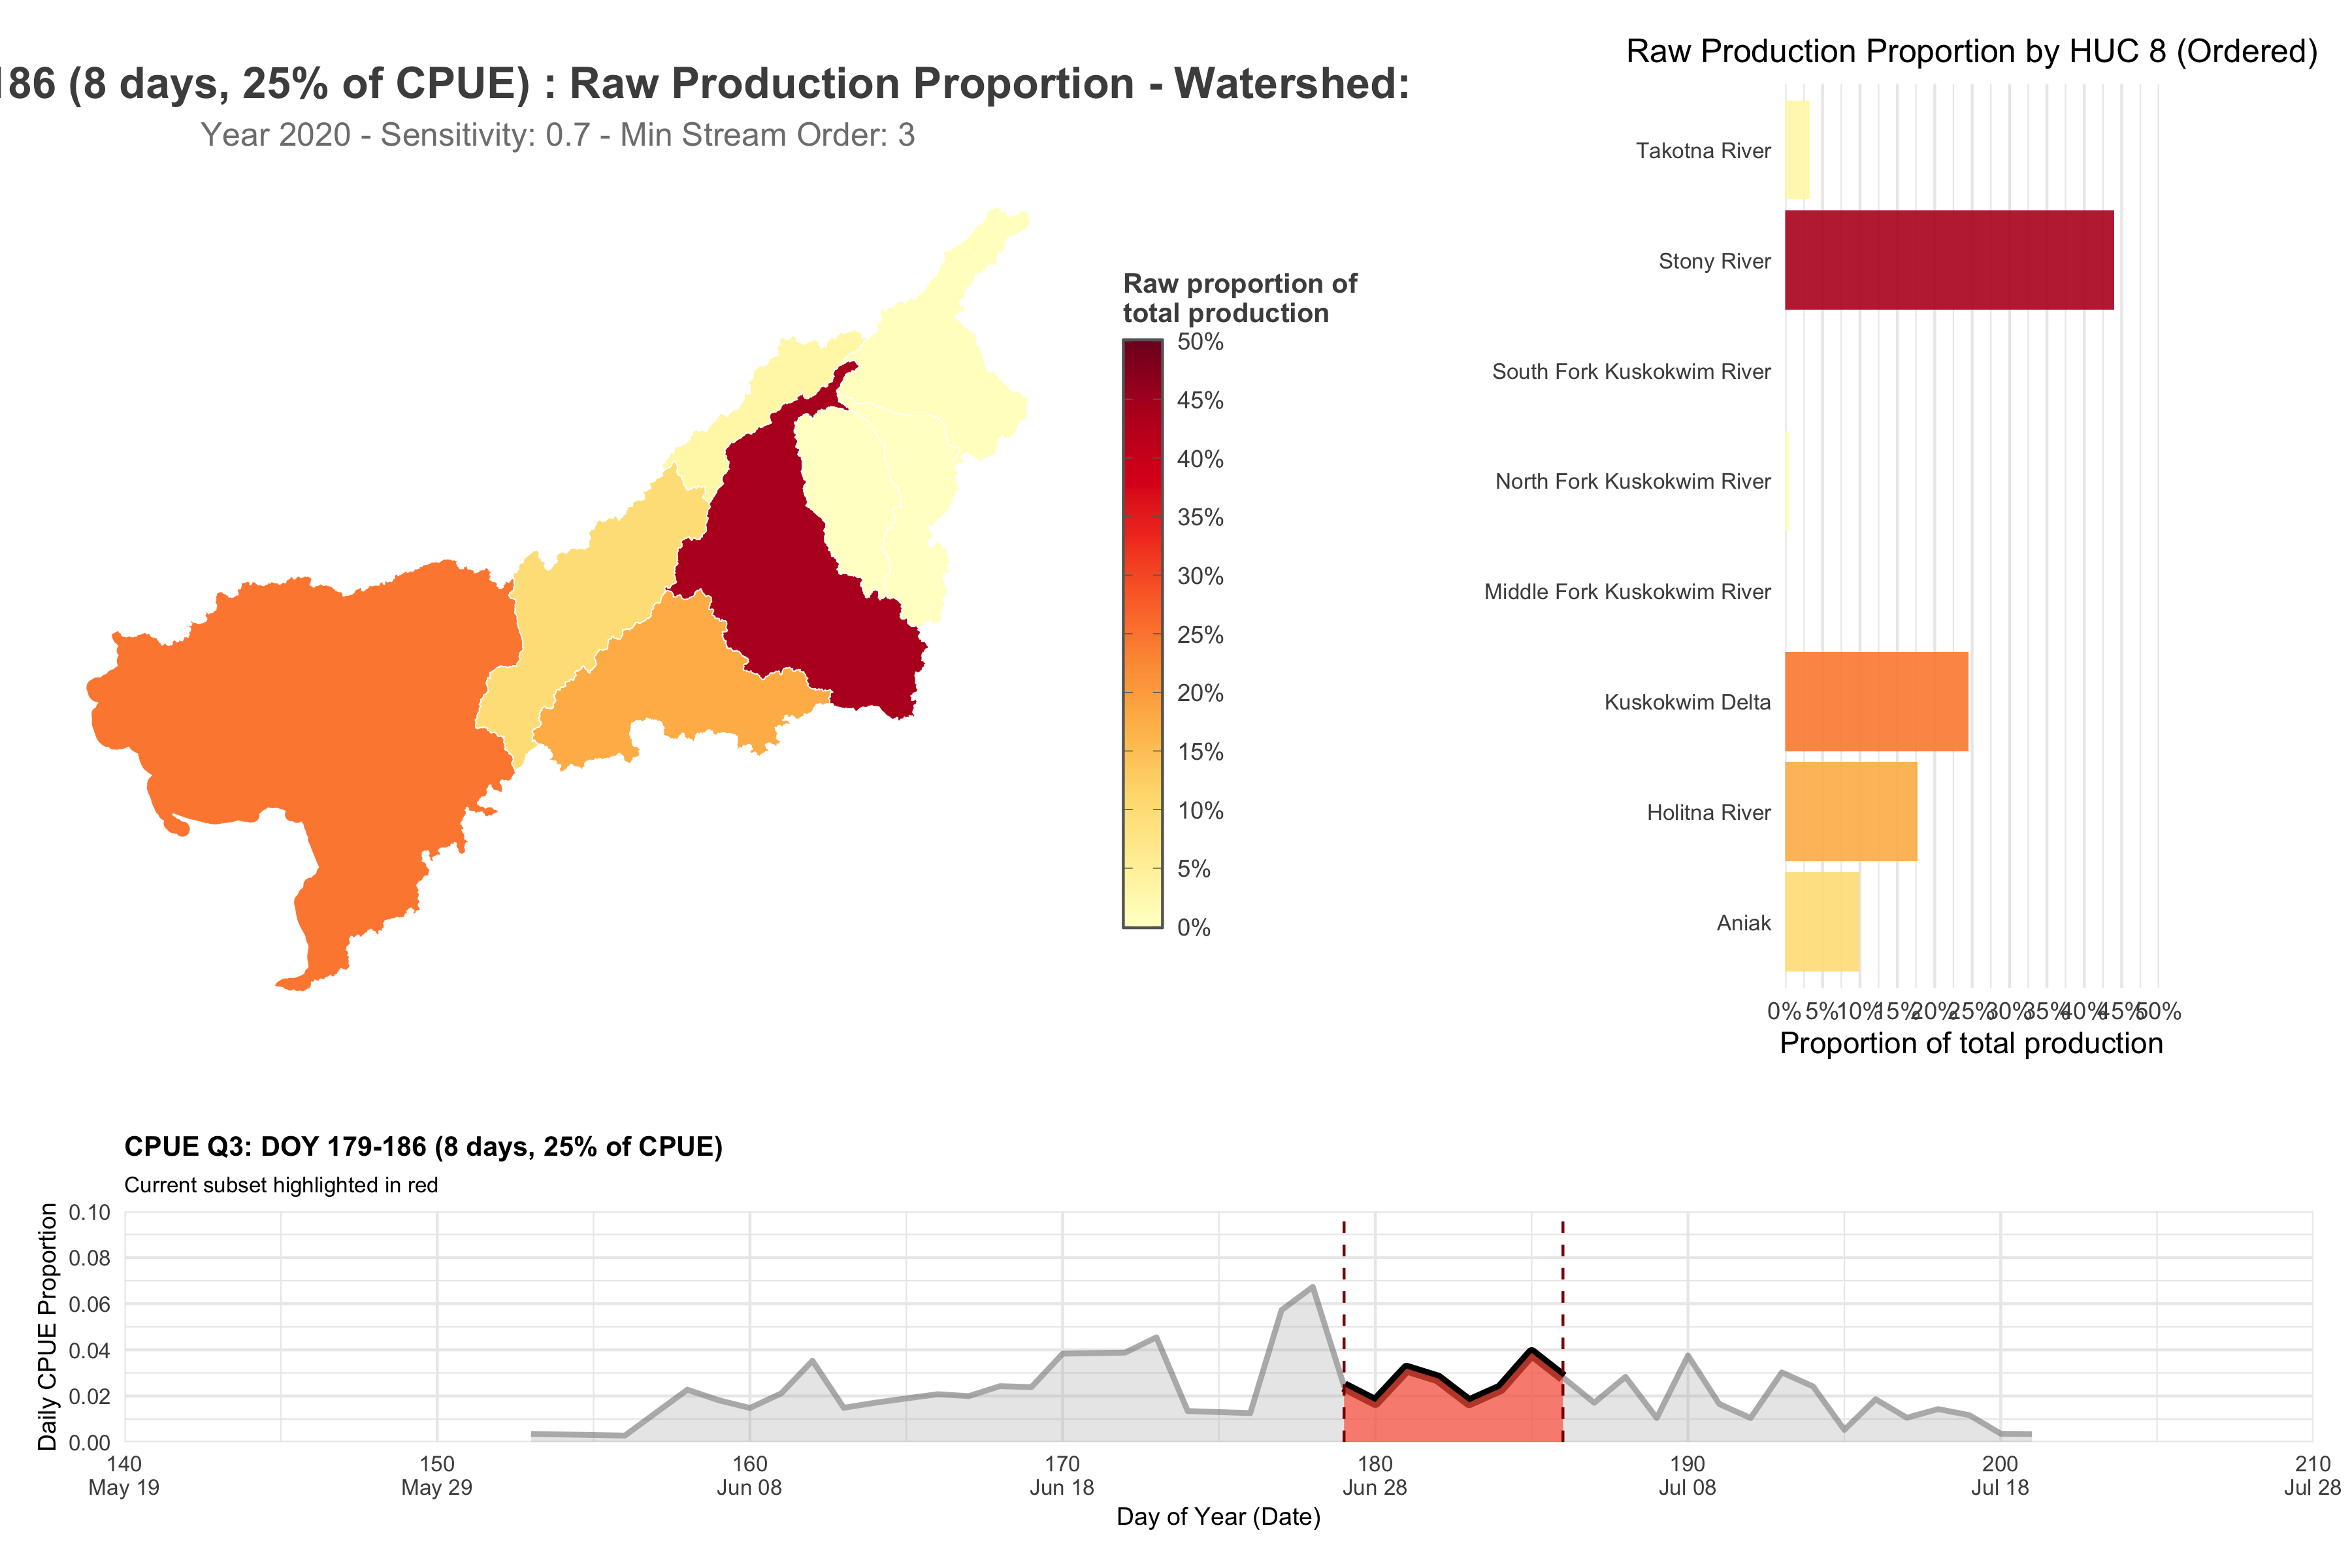 186 (8 days, 25% of CPUE) : Raw Production Proportion - Watershed:
Year 2020 - Sensitivity: 0.7 - Min Stream Order: 3
Raw proportion of
total production
50%
45%
40%
35%
30%
25%
20%
15%
10%
5%
0%
Raw Production Proportion by HUC 8 (Ordered)
Takotna River
Stony River
South Fork Kuskokwim River
North Fork Kuskokwim River
Middle Fork Kuskokwim River
Kuskokwim Delta
Holitna River
Aniak
0% 5% 10% 15% 20% 25% 30% 35% 40% 45% 50%
Proportion of total production
CPUE Q3: DOY 179-186 (8 days, 25% of CPUE)
Current subset highlighted in red
Daily CPUE Proportion
0.10
0.08
0.06
0.04
0.02
0.00
140 150 160 170 180 190 200 210
May 19 May 29 Jun 08 Jun 18 Jun 28 Jul 08 Jul 18 Jul 28
Day of Year (Date)